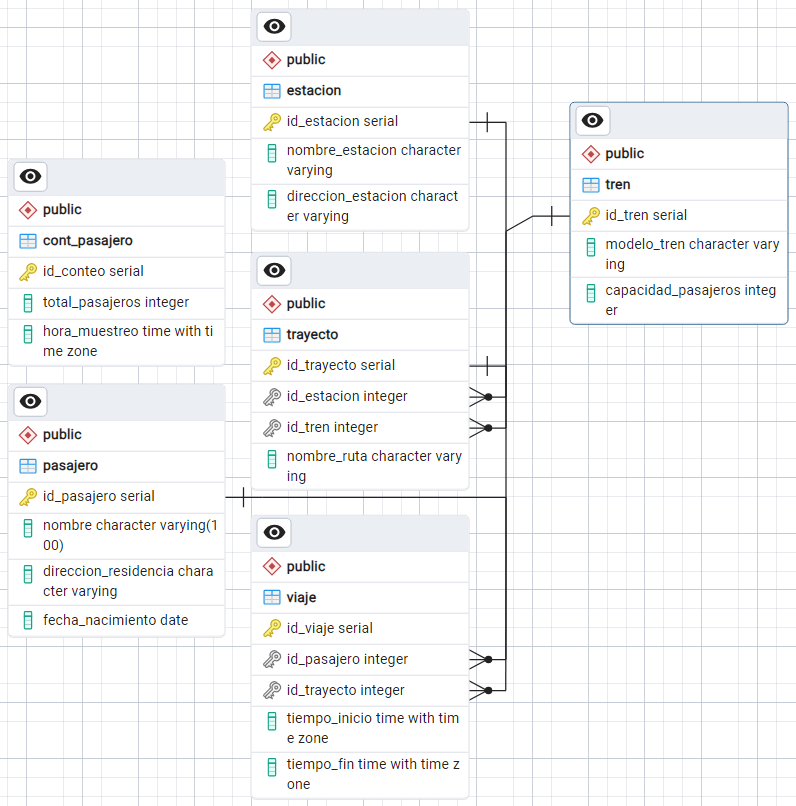 public
estacion
id_estacion serial
nombre_estacion character
varying
direccion_estacion charact
er varying
public
tren
id_tren serial
modelo_tren character vary
ing
capacidad_pasajeros integ
er
public
cont_pasajero
id_conteo serial
total_pasajeros integer
hora_muestreo time with ti
me zone
public
trayecto
id_trayecto serial
id_estacion integer
id_tren integer
nombre_ruta character vary
ing
public
pasajero
id_pasajero serial
nombre character varying(1
00)
direccion_residencia chara
cter varying
fecha_nacimiento date
public
viaje
id_viaje serial
id_pasajero integer
id_trayecto integer
tiempo_inicio time with tim
e zone
tiempo_fin time with time z
one